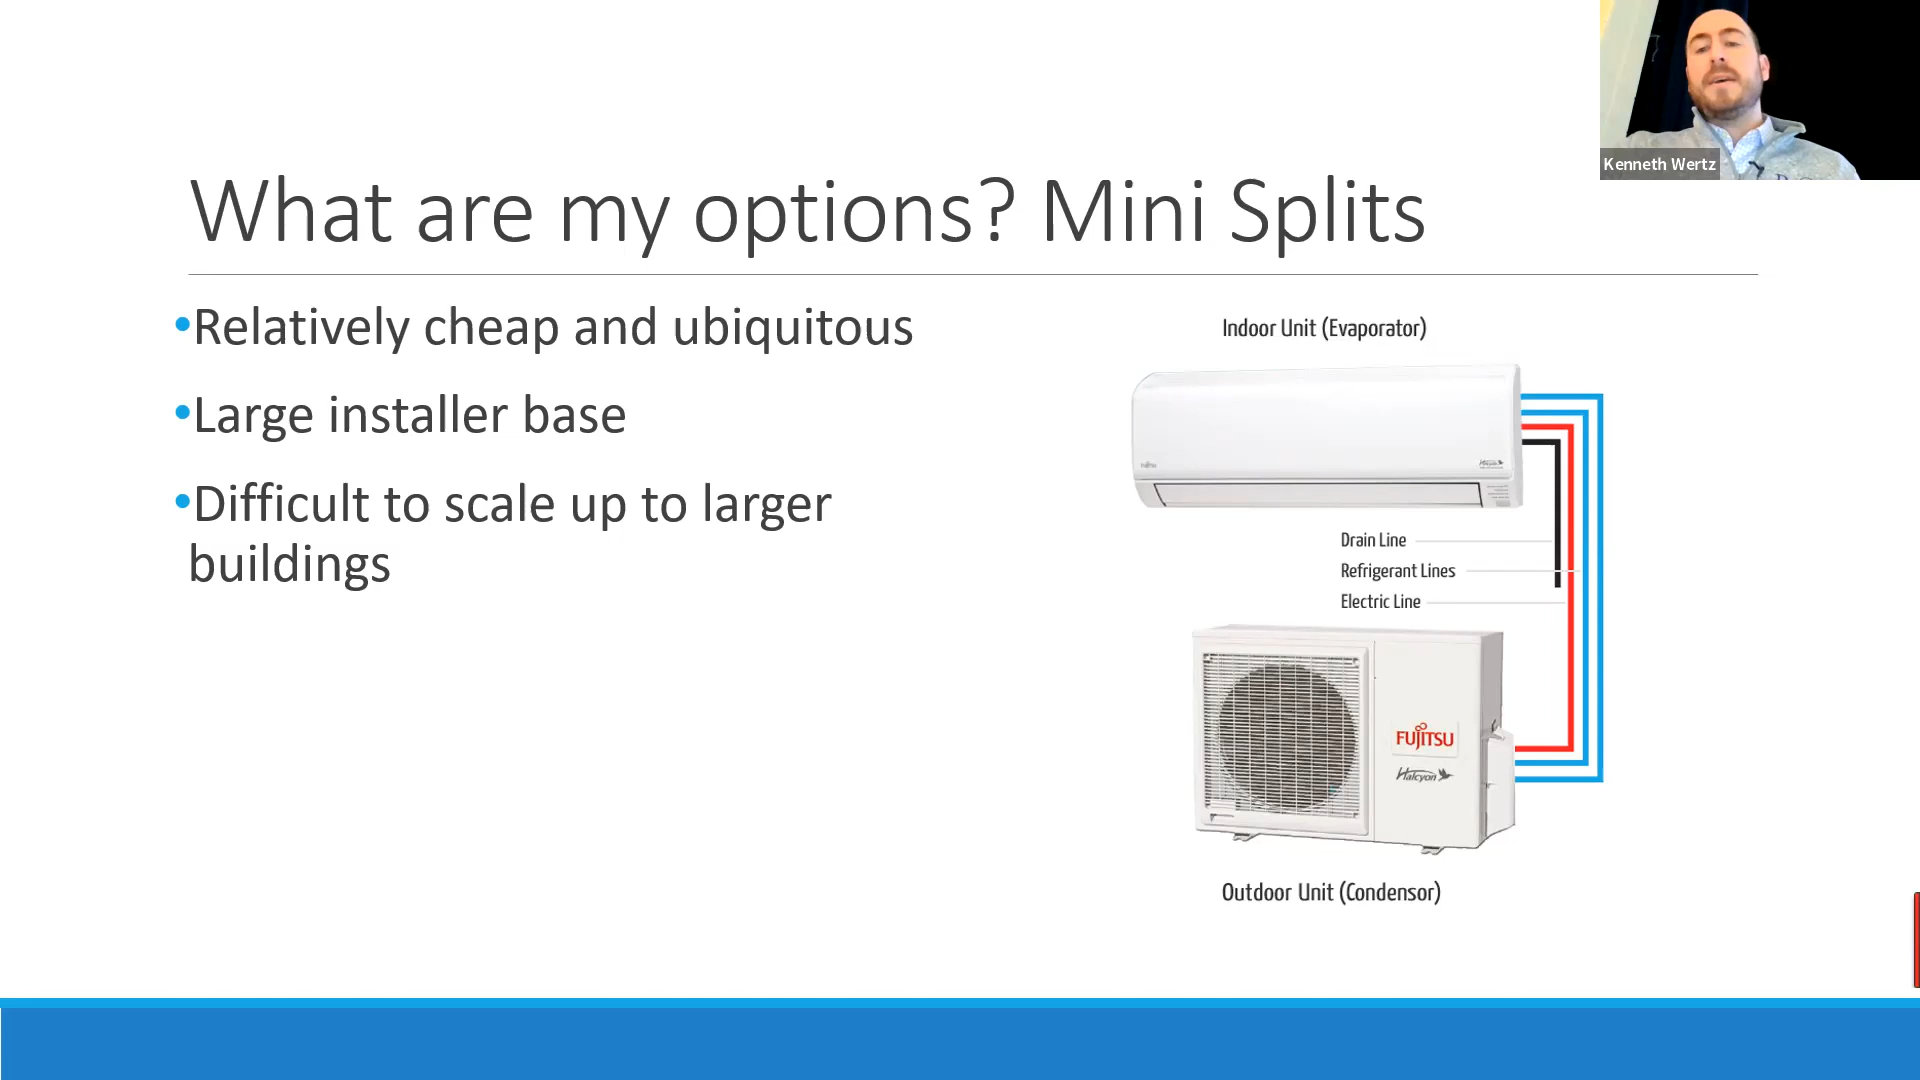 Kenneth Wertz
What are my options? Mini Splits
•Relatively cheap and ubiquitous
•Large installer base
•Difficult to scale up to larger
buildings
Indoor Unit (Evaporator)
Drain Line
Refrigerant Lines
Electric Line
FUJITSU
Halcyon
Outdoor Unit (Condensor)